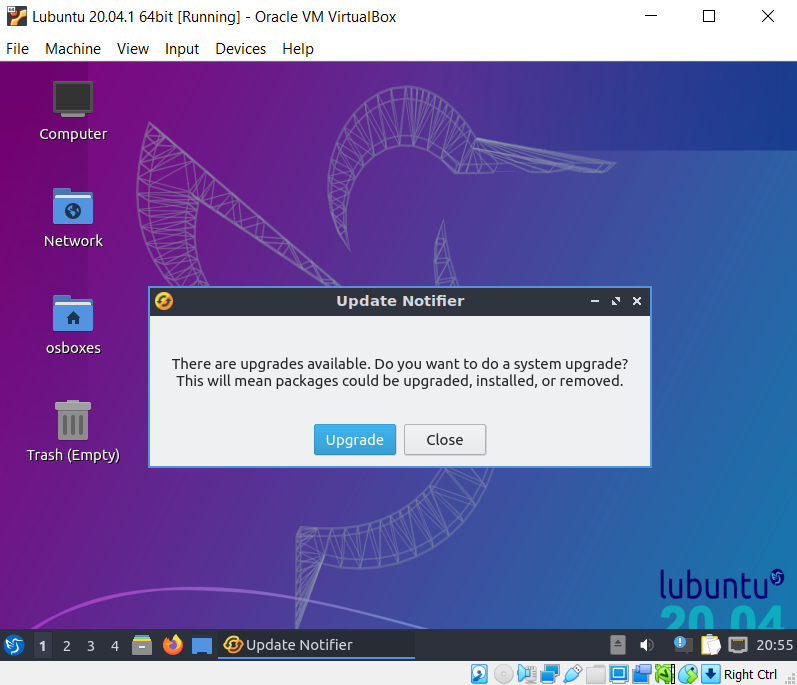 Lubuntu 20.04.1 64bit [Running] - Oracle VM VirtualBox
File Machine View Input Devices Help
Computer
Network
osboxes
Trash (Empty)
Update Notifier
There are upgrades available. Do you want to do a system upgrade?
This will mean packages could be upgraded, installed, or removed.
Upgrade Close
lubuntu
20.04
1 2 3 4 Update Notifier 20:55
Right Ctrl